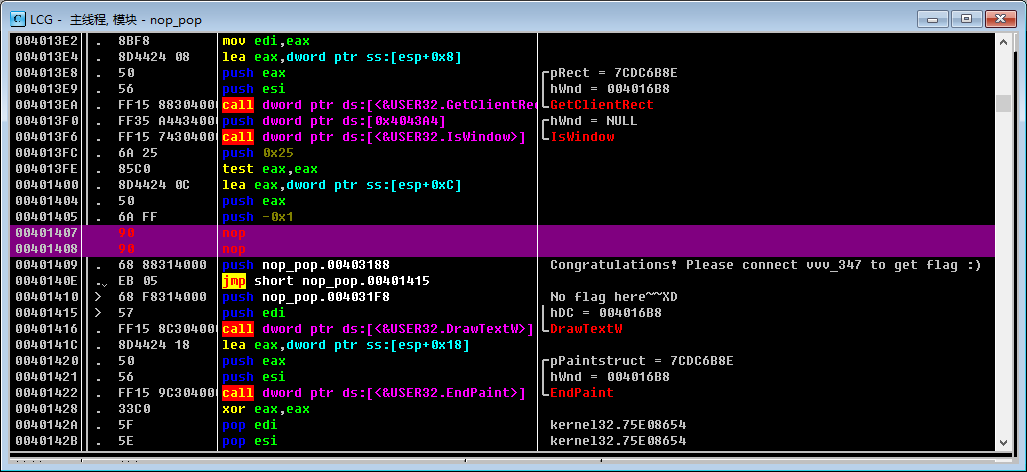 C LCG - 主线程, 模块 - nop_pop
004013E2 . 8BF8 mov edi,eax
004013E4 . 8D4424 08 lea eax,dword ptr ss:[esp+0x8]
004013E8 . 50 push eax ┌pRect = 7CDC6B8E
004013E9 . 56 push esi │hWnd = 004016B8
004013EA . FF15 88304000 call dword ptr ds:[<&USER32.GetClientRec └GetClientRect
004013F0 . FF35 A4434000 push dword ptr ds:[0x4043A4] ┌hWnd = NULL
004013F6 . FF15 74304000 call dword ptr ds:[<&USER32.IsWindow>] └IsWindow
004013FC . 6A 25 push 0x25
004013FE . 85C0 test eax,eax
00401400 . 8D4424 0C lea eax,dword ptr ss:[esp+0xC]
00401404 . 50 push eax
00401405 . 6A FF push -0x1
00401407 90 nop
00401408 90 nop
00401409 . 68 88314000 push nop_pop.00403188 Congratulations! Please connect vvv_347 to get flag :)
0040140E . EB 05 jmp short nop_pop.00401415
00401410 > 68 F8314000 push nop_pop.004031F8 No flag here~~XD
00401415 > 57 push edi ┌hDC = 004016B8
00401416 . FF15 8C304000 call dword ptr ds:[<&USER32.DrawTextW>] └DrawTextW
0040141C . 8D4424 18 lea eax,dword ptr ss:[esp+0x18]
00401420 . 50 push eax ┌pPaintstruct = 7CDC6B8E
00401421 . 56 push esi │hWnd = 004016B8
00401422 . FF15 9C304000 call dword ptr ds:[<&USER32.EndPaint>] └EndPaint
00401428 . 33C0 xor eax,eax
0040142A . 5F pop edi kernel32.75E08654
0040142B . 5E pop esi kernel32.75E08654